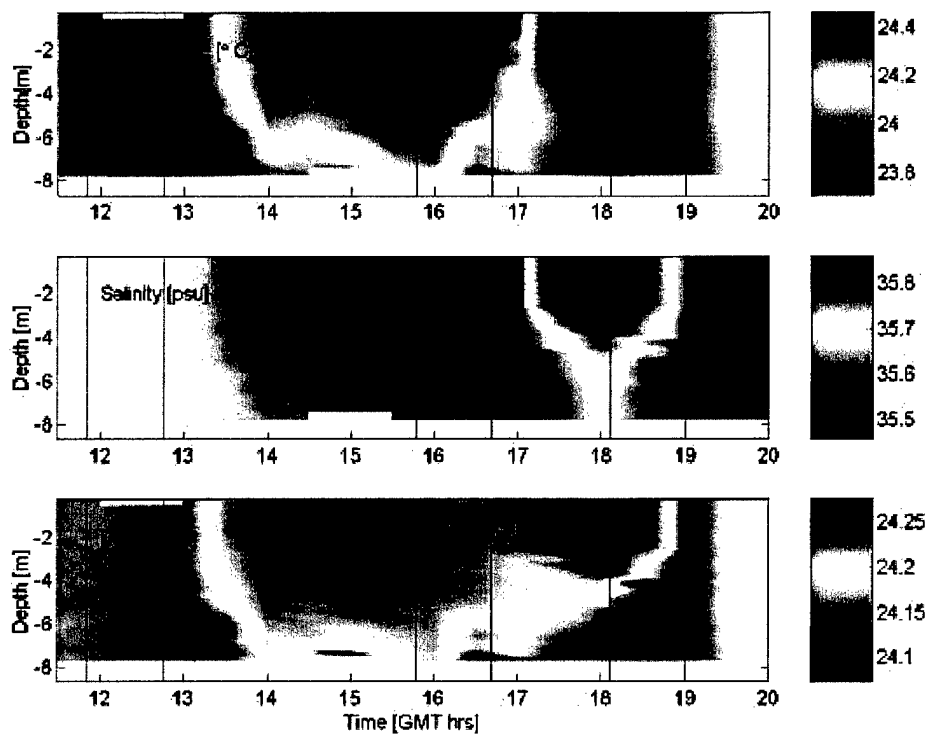 [° C]
Depth[m]
-2
-4
-6
-8
12 13 14 15 16 17 18 19 20
24.4
24.2
24
23.8
Salinity [psu]
Depth [m]
-2
-4
-6
-8
12 13 14 15 16 17 18 19 20
35.8
35.7
35.6
35.5
Depth [m]
-2
-4
-6
-8
12 13 14 15 16 17 18 19 20
Time [GMT hrs]
24.25
24.2
24.15
24.1